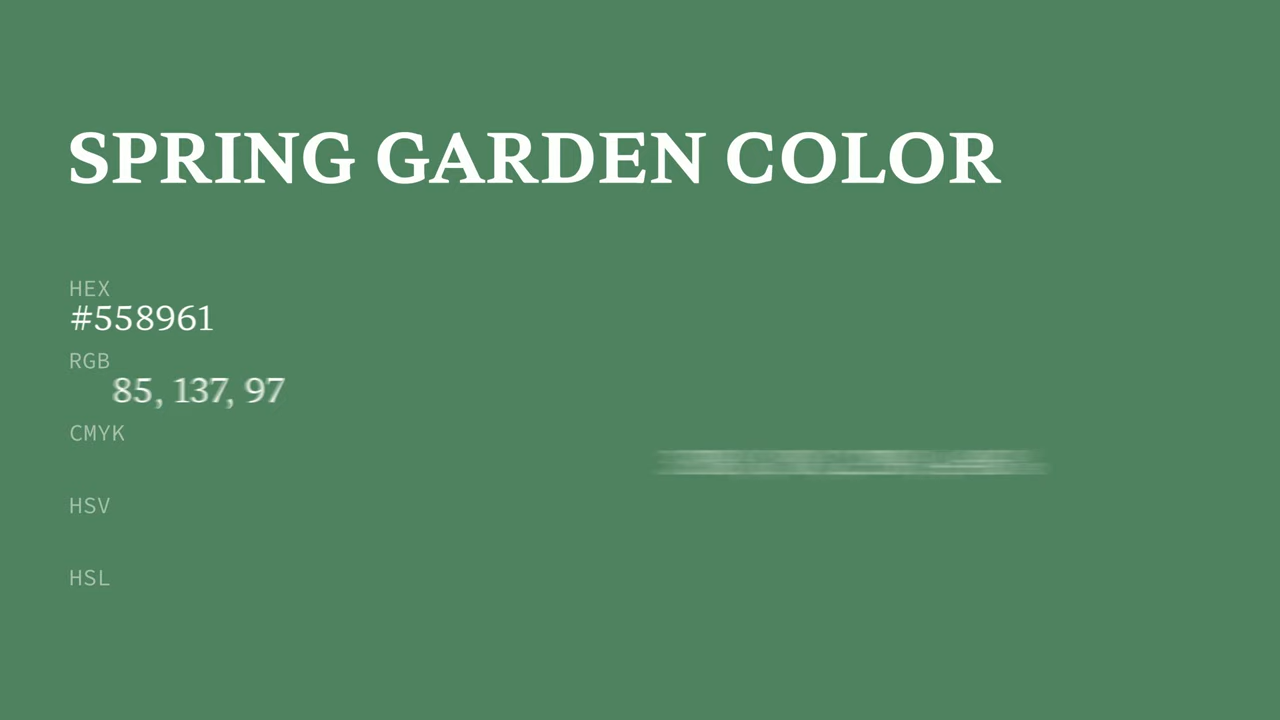 SPRING GARDEN COLOR
HEX
#558961
RGB
85, 137, 97
CMYK
HSV
HSL